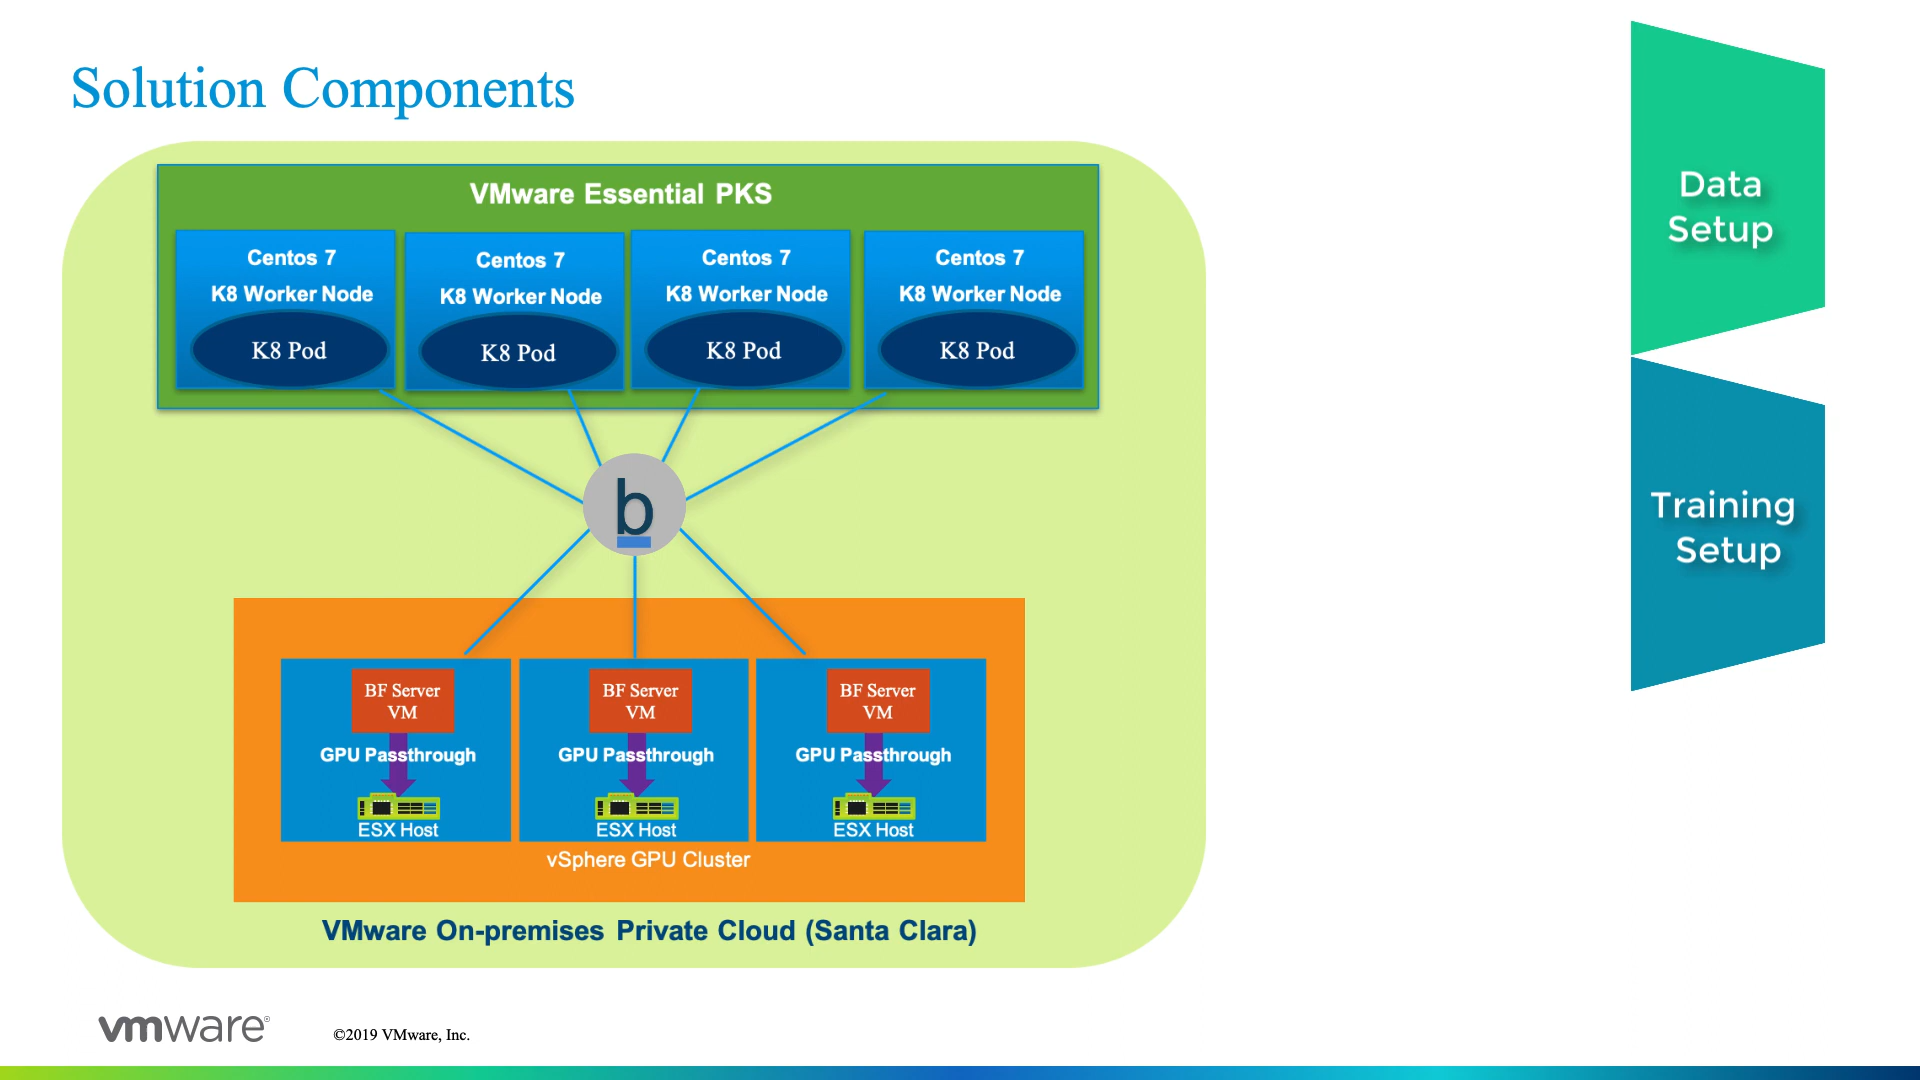 Solution Components
VMware Essential PKS
Centos 7
K8 Worker Node
K8 Pod
Centos 7
K8 Worker Node
K8 Pod
Centos 7
K8 Worker Node
K8 Pod
Centos 7
K8 Worker Node
K8 Pod
b
BF Server
VM
GPU Passthrough
ESX Host
BF Server
VM
GPU Passthrough
ESX Host
BF Server
VM
GPU Passthrough
ESX Host
vSphere GPU Cluster
VMware On-premises Private Cloud (Santa Clara)
Data
Setup
Training
Setup
vmware®
©2019 VMware, Inc.